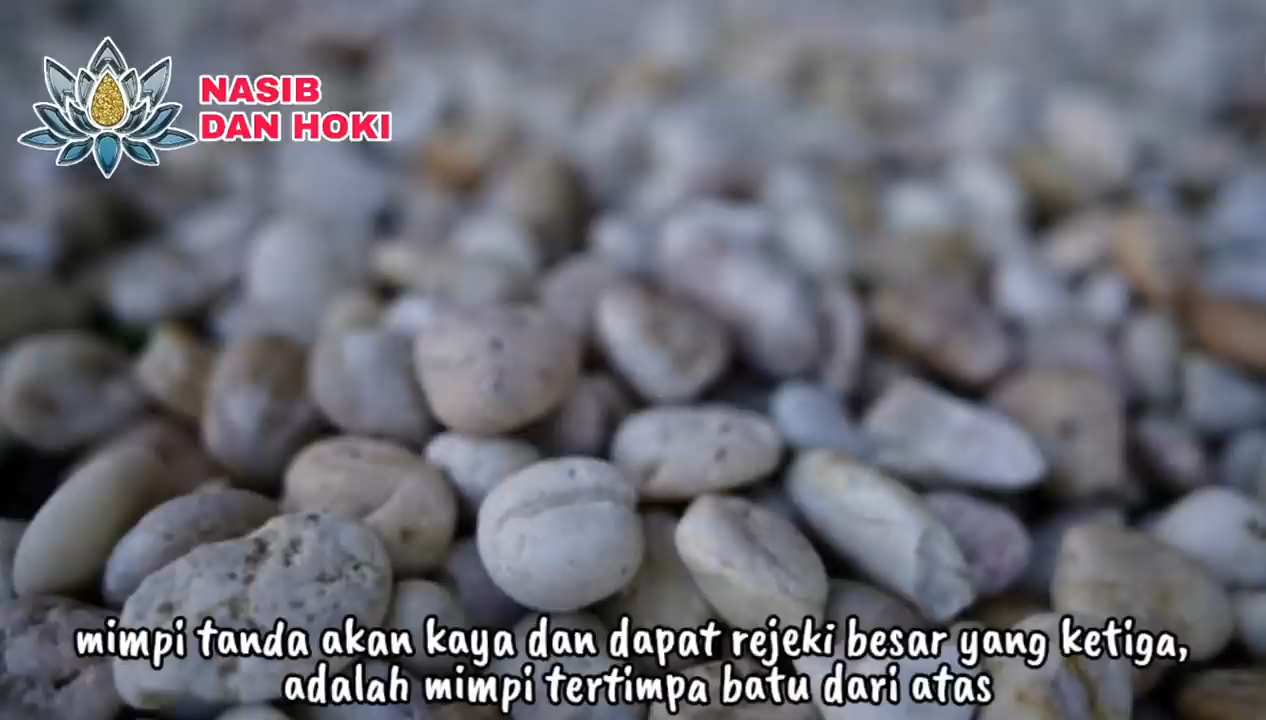 NASIB
DAN HOKI
mimpi tanda akan kaya dan dapat rejeki besar yang ketiga,
adalah mimpi tertimpa batu dari atas